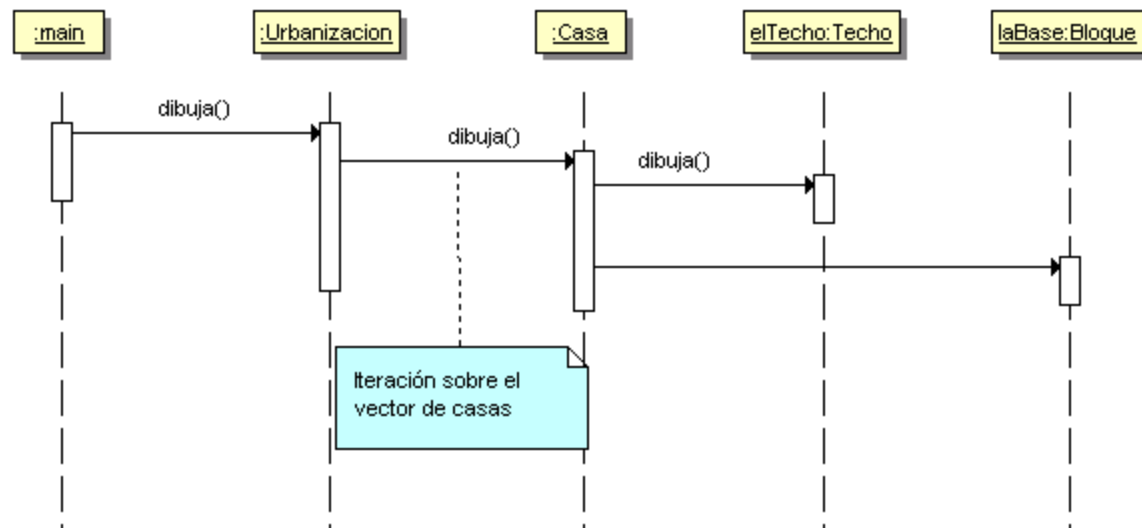 :main
:Urbanizacion
:Casa
elTecho:Techo
laBase:Bloque
dibuja()
dibuja()
dibuja()
Iteración sobre el
vector de casas